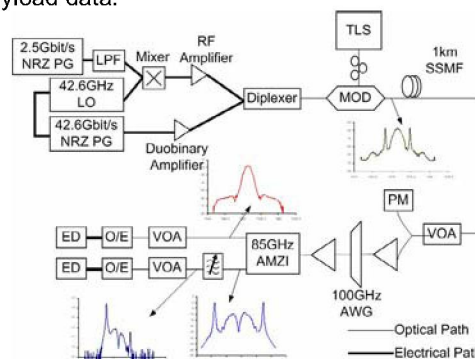 yload data.
TLS
2.5Gbit/s
NRZ PG
LPF
Mixer
RF
Amplifier
1km
SSMF
42.6GHz
LO
Diplexer
MOD
42.6Gbit/s
NRZ PG
Duobinary
Amplifier
PM
ED
O/E
VOA
85GHz
AMZI
VOA
ED
O/E
VOA
100GHz
AWG
Optical Path
Electrical Pat